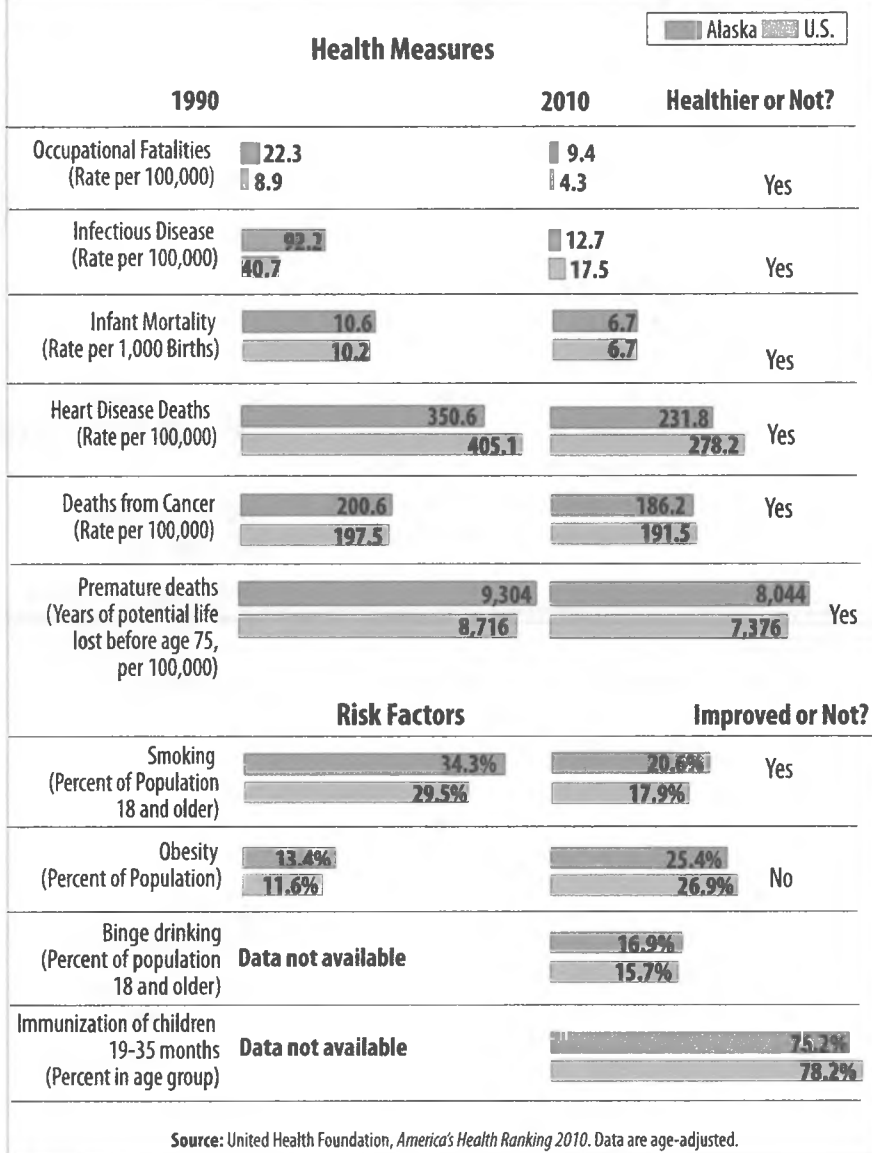 Alaska U.S.
Health Measures
1990 2010 Healthier or Not?
Occupational Fatalities 22.3 9.4
(Rate per 100,000) 8.9 4.3 Yes
Infectious Disease 92.2 12.7
(Rate per 100,000) 40.7 17.5 Yes
Infant Mortality 10.6 6.7
(Rate per 1,000 Births) 10.2 6.7 Yes
Heart Disease Deaths 350.6 231.8
(Rate per 100,000) 405.1 278.2 Yes
Deaths from Cancer 200.6 186.2 Yes
(Rate per 100,000) 197.5 191.5
Premature deaths 9,304 8,044
(Years of potential life 8,716 7,376 Yes
lost before age 75,
per 100,000)
Risk Factors Improved or Not?
Smoking 34.3% 20.6% Yes
(Percent of Population 29.5% 17.9%
18 and older)
Obesity 13.4% 25.4%
(Percent of Population) 11.6% 26.9% No
Binge drinking 16.9%
(Percent of population Data not available 15.7%
18 and older)
Immunization of children 75.2%
19-35 months Data not available
(Percent in age group) 78.2%
Source: United Health Foundation, America's Health Ranking 2010. Data are age-adjusted.